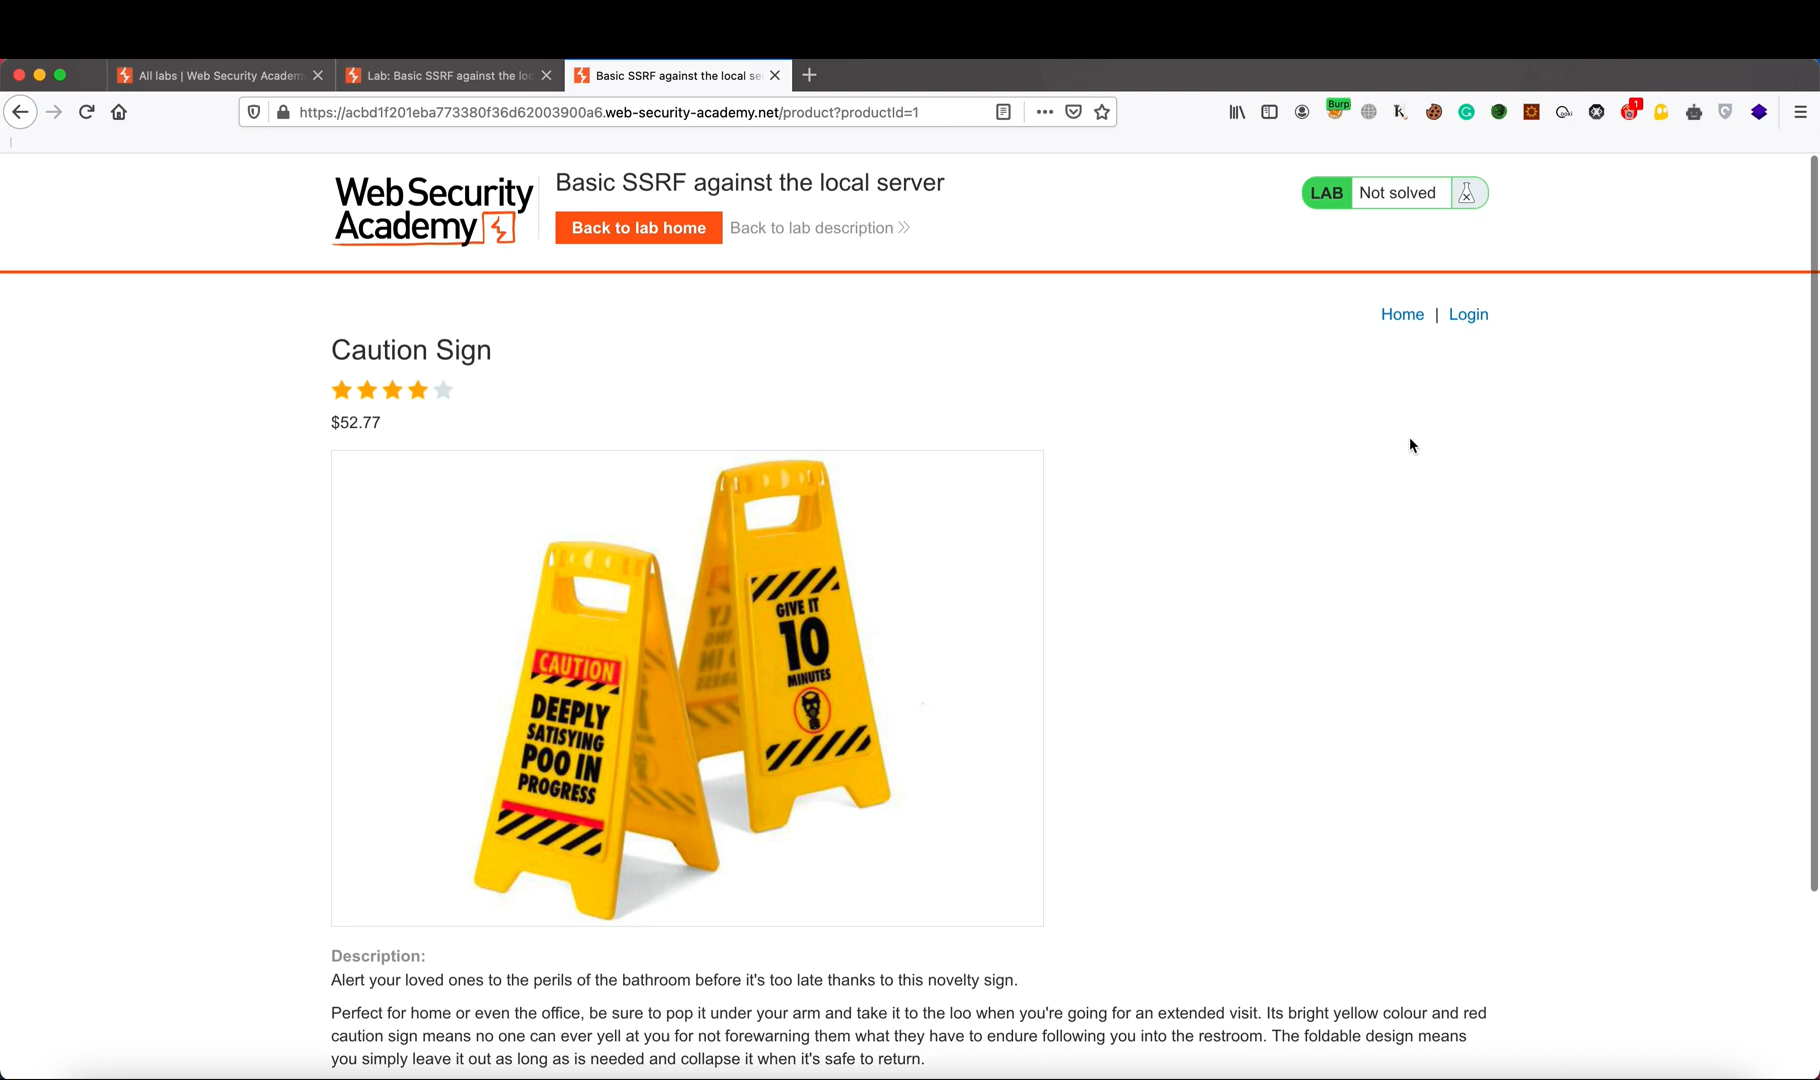 All labs | Web Security Academ
Lab: Basic SSRF against the loc
Basic SSRF against the local se
https://acbd1f201eba773380f36d62003900a6.web-security-academy.net/product?productId=1
Burp
1
WebSecurity
Academy
Basic SSRF against the local server
Back to lab home
Back to lab description
LAB
Not solved
Home | Login
Caution Sign
$52.77
GIVE IT
10
MINUTES
CAUTION
DEEPLY
SATISYING
POO IN
PROGRESS
Description:
Alert your loved ones to the perils of the bathroom before it's too late thanks to this novelty sign.
Perfect for home or even the office, be sure to pop it under your arm and take it to the loo when you're going for an extended visit. Its bright yellow colour and red
caution sign means no one can ever yell at you for not forewarning them what they have to endure following you into the restroom. The foldable design means
you simply leave it out as long as is needed and collapse it when it's safe to return.